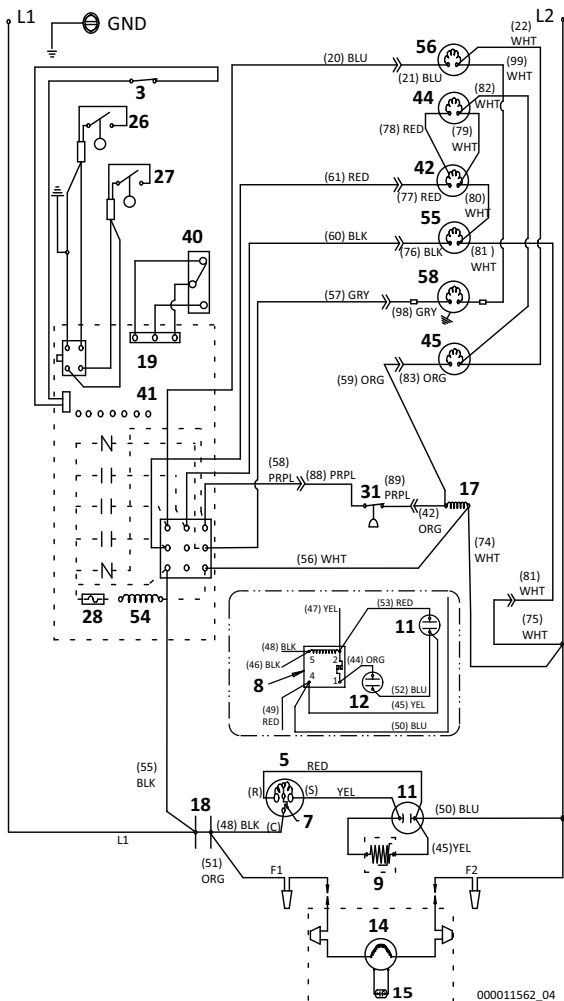 L1
GND
L2
(22)
WHT
(20) BLU
56
(21) BLU
(99)
WHT
3
44
(82)
WHT
26
(78) RED
(79)
WHT
27
(61) RED
42
(77) RED
(80)
WHT
40
(60) BLK
55
(76) BLK
(81 )
WHT
(57) GRY
58
(98) GRY
19
45
(59) ORG
(83) ORG
41
(58)
PRPL
(88) PRPL
31
(89)
PRPL
17
(42)
ORG
(74)
WHT
(56) WHT
(81)
WHT
(75)
WHT
28
54
(47) YEL
(53) RED
11
(48) BLK
(46) BLK
5
2
(44) ORG
8
4
1
12
(52) BLU
(45) YEL
(49)
RED
(50) BLU
(55)
BLK
5
RED
(R)
(S)
YEL
11
(50) BLU
7
18
(48) BLK
(C)
L1
(45)YEL
(51)
ORG
9
F1
F2
14
15
000011562_04